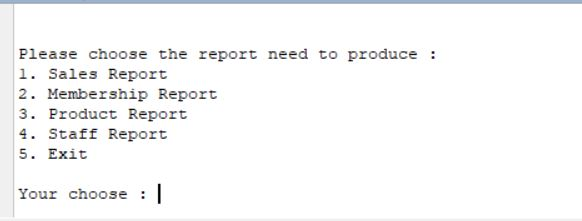 Please choose the report need to produce :
1. Sales Report
2. Membership Report
3. Product Report
4. Staff Report
5. Exit
Your choose :